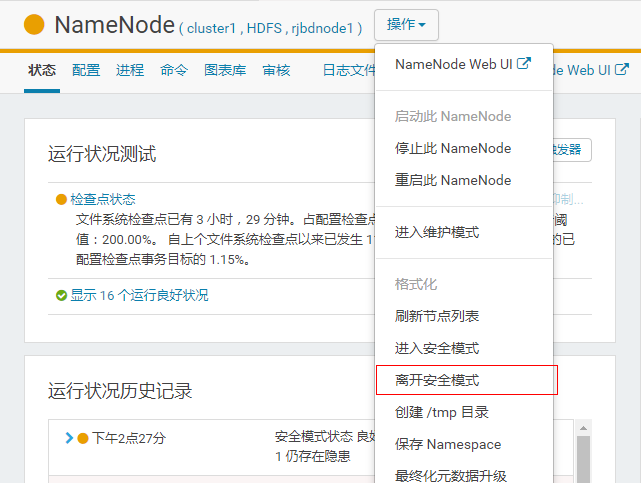 NameNode ( cluster1 , HDFS , rjbdnode1 ) 操作
状态 配置 进程 命令 图表库 审核 日志文件 Web UI
NameNode Web UI
启动此 NameNode
停止此 NameNode
重启此 NameNode
进入维护模式
格式化
刷新节点列表
进入安全模式
离开安全模式
创建 /tmp 目录
保存 Namespace
最终化元数据升级
运行状况测试 触发器
检查点状态 抑制...
文件系统检查点已有 3 小时，29 分钟。占配置检查点 阈
值：200.00%。 自上个文件系统检查点以来已发生 的已
配置检查点事务目标的 1.15%。
显示 16 个运行良好状况
运行状况历史记录
下午2点27分 安全模式状态 良好
1 仍存在隐患